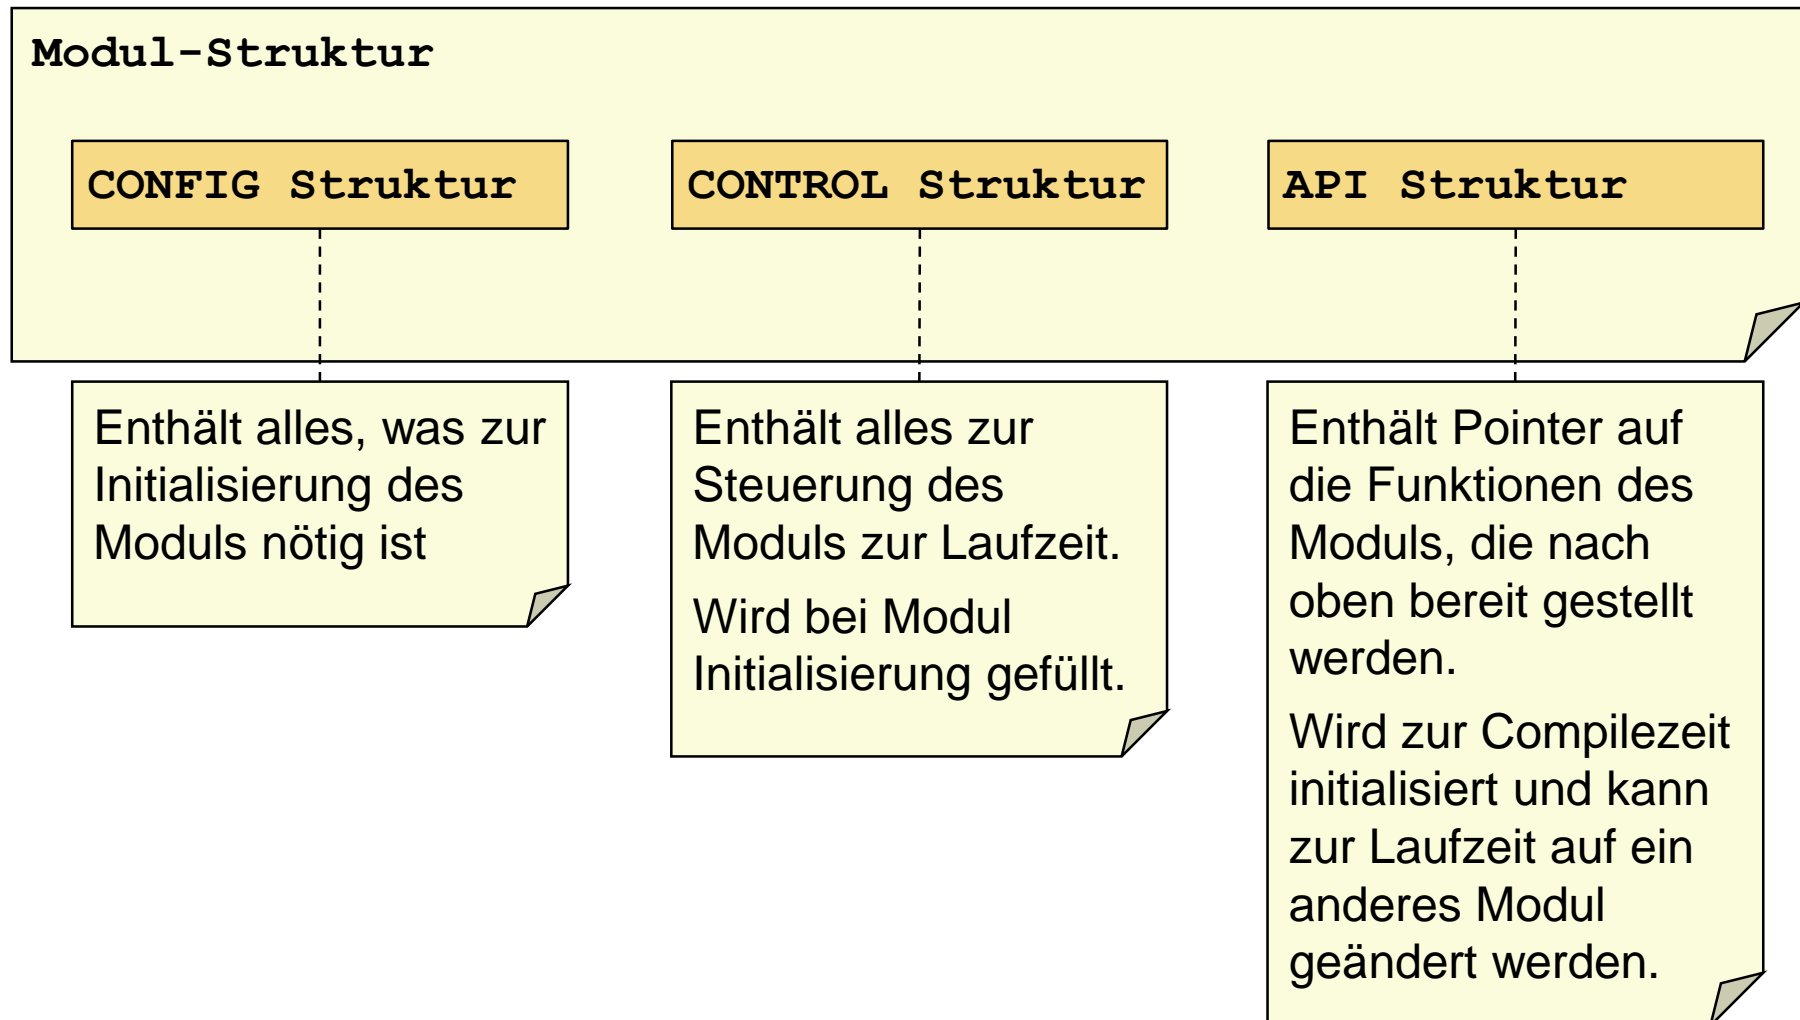 Modul-Struktur
CONFIG Struktur
CONTROL Struktur
API Struktur
Enthält alles, was zur
Initialisierung des
Moduls nötig ist
Enthält alles zur
Steuerung des
Moduls zur Laufzeit.
Wird bei Modul
Initialisierung gefüllt.
Enthält Pointer auf
die Funktionen des
Moduls, die nach
oben bereit gestellt
werden.
Wird zur Compilezeit
initialisiert und kann
zur Laufzeit auf ein
anderes Modul
geändert werden.